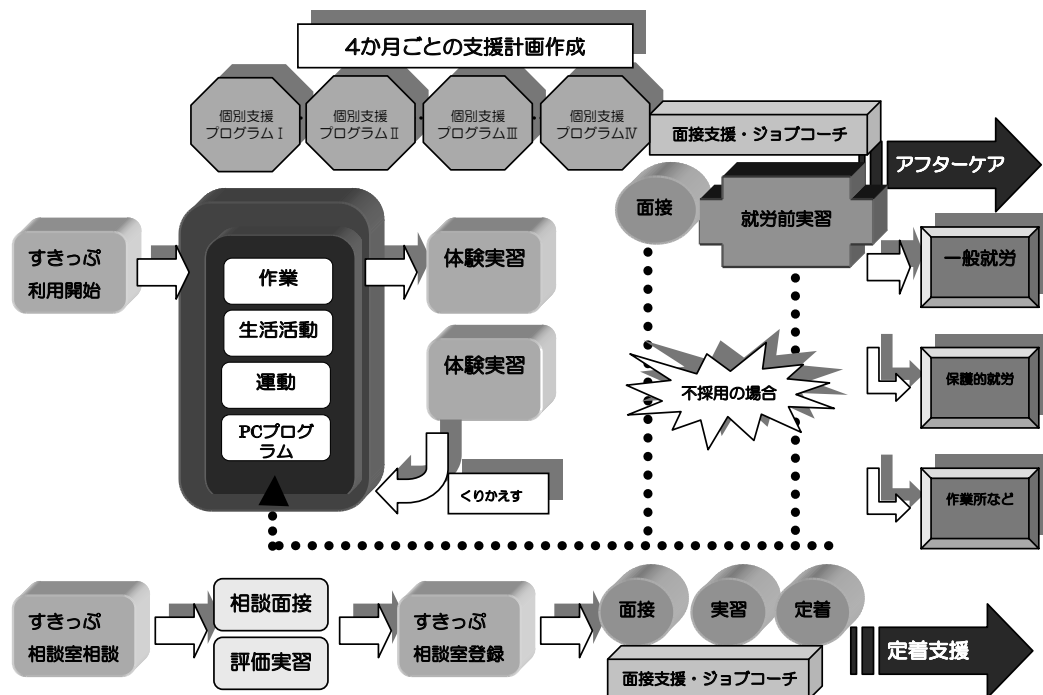 4か月ごとの支援計画作成
個別支援
プログラムⅠ
個別支援
プログラムⅡ
個別支援
プログラムⅢ
個別支援
プログラムⅣ
面接支援・ジョブコーチ
アフターケア
面接
就労前実習
すきっぷ
利用開始
作業
生活活動
運動
PCプログ
ラム
体験実習
体験実習
くりかえす
不採用の場合
一般就労
保護的就労
作業所など
すきっぷ
相談室相談
相談面接
評価実習
すきっぷ
相談室登録
面接
実習
定着
面接支援・ジョブコーチ
定着支援